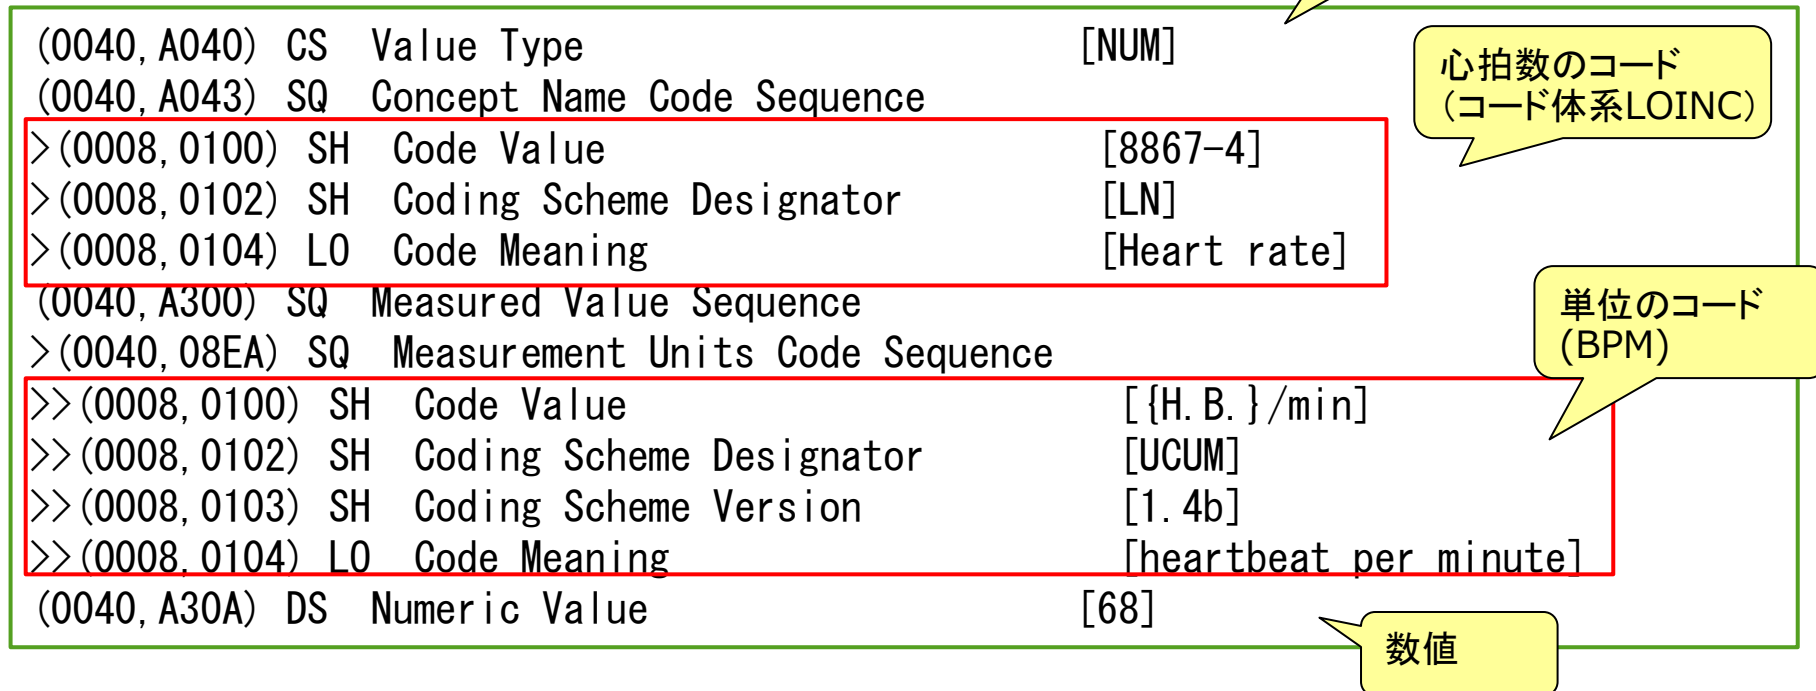 (0040,A040) CS Value Type [NUM]
(0040,A043) SQ Concept Name Code Sequence
>(0008,0100) SH Code Value [8867-4]
>(0008,0102) SH Coding Scheme Designator [LN]
>(0008,0104) LO Code Meaning [Heart rate]
心拍数のコード
(コード体系LOINC)
(0040,A300) SQ Measured Value Sequence
>(0040,08EA) SQ Measurement Units Code Sequence
>>(0008,0100) SH Code Value [{H.B.}/min]
>>(0008,0102) SH Coding Scheme Designator [UCUM]
>>(0008,0103) SH Coding Scheme Version [1.4b]
>>(0008,0104) LO Code Meaning [heartbeat per minute]
単位のコード
(BPM)
(0040,A30A) DS Numeric Value [68]
数値